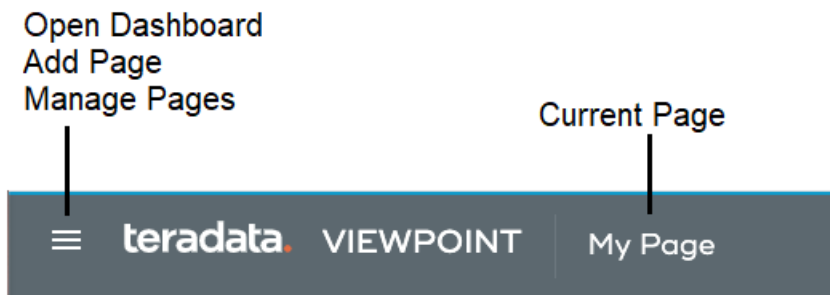 Open Dashboard
Add Page
Manage Pages
Current Page
teradata. VIEWPOINT My Page